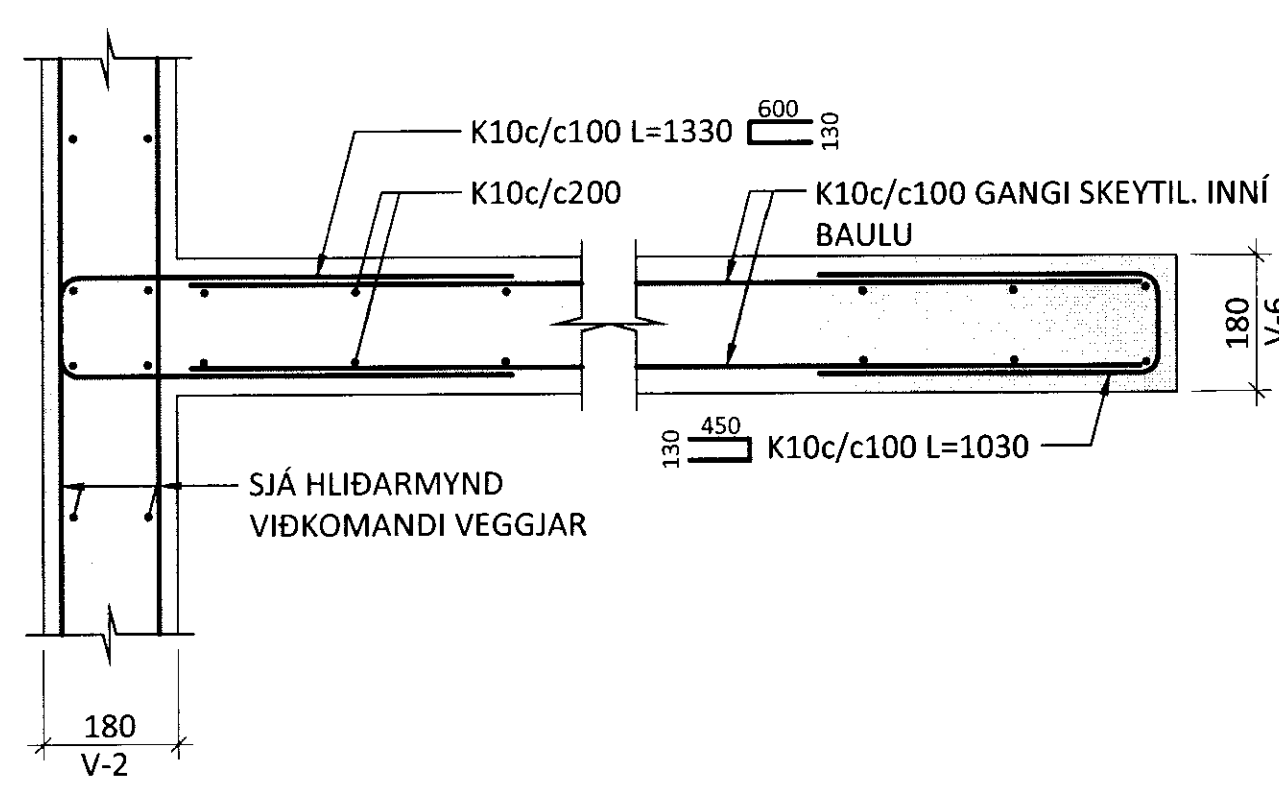 600
K10c/c100 L=1330
130
K10c/c200
K10c/c100 GANGI SKEYTIL. INNÍ
BAULU
180
V-6
450
130
K10c/c100 L=1030
SJÁ HLIÐARMYND
VIÐKOMANDI VEGGJAR
180
V-2